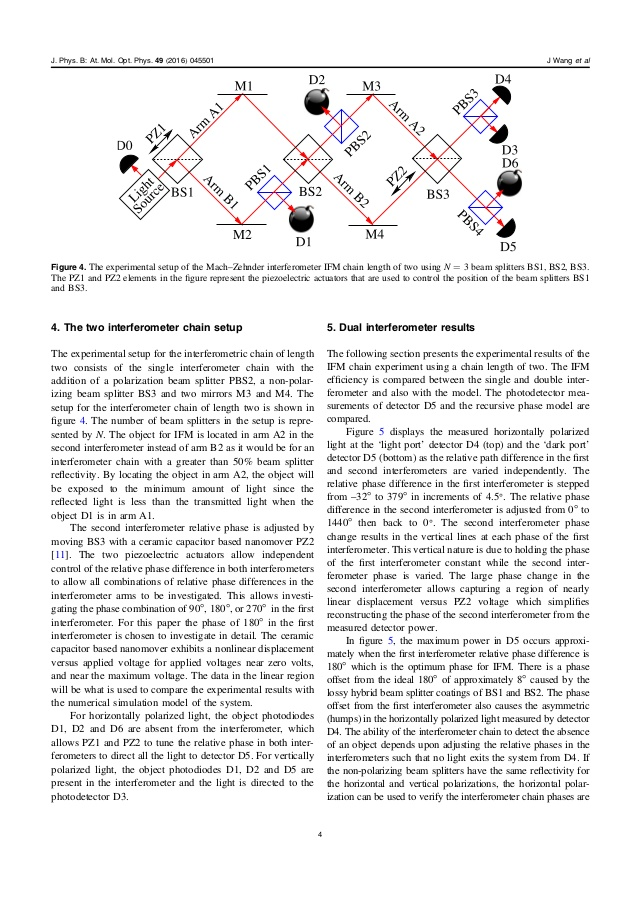 J. Phys. B: At. Mol. Opt. Phys. 49 (2016) 045501
J Wang et al
M1
D2
M3
D4
PZ1
Arm A1
PBS2
Arm A2
PBS3
D0
D3
D6
Light
Source
BS1
PBS1
BS2
PZ2
BS3
Arm B1
Arm B2
PBS4
M2
D1
M4
D5
Figure 4. The experimental setup of the Mach–Zehnder interferometer IFM chain length of two using N = 3 beam splitters BS1, BS2, BS3.
The PZ1 and PZ2 elements in the figure represent the piezoelectric actuators that are used to control the position of the beam splitters BS1
and BS3.
4. The two interferometer chain setup
The experimental setup for the interferometric chain of length
two consists of the single interferometer chain with the
addition of a polarization beam splitter PBS2, a non-polar-
izing beam splitter BS3 and two mirrors M3 and M4. The
setup for the interferometer chain of length two is shown in
figure 4. The number of beam splitters in the setup is repre-
sented by N. The object for IFM is located in arm A2 in the
second interferometer instead of arm B2 as it would be for an
interferometer chain with a greater than 50% beam splitter
reflectivity. By locating the object in arm A2, the object will
be exposed to the minimum amount of light since the
reflected light is less than the transmitted light when the
object D1 is in arm A1.
The second interferometer relative phase is adjusted by
moving BS3 with a ceramic capacitor based nanomover PZ2
[11]. The two piezoelectric actuators allow independent
control of the relative phase difference in both interferometers
to allow all combinations of relative phase differences in the
interferometer arms to be investigated. This allows investi-
gating the phase combination of 90°, 180°, or 270° in the first
interferometer. For this paper the phase of 180° in the first
interferometer is chosen to investigate in detail. The ceramic
capacitor based nanomover exhibits a nonlinear displacement
versus applied voltage for applied voltages near zero volts,
and near the maximum voltage. The data in the linear region
will be what is used to compare the experimental results with
the numerical simulation model of the system.
For horizontally polarized light, the object photodiodes
D1, D2 and D6 are absent from the interferometer, which
allows PZ1 and PZ2 to tune the relative phase in both inter-
ferometers to direct all the light to detector D5. For vertically
polarized light, the object photodiodes D1, D2 and D5 are
present in the interferometer and the light is directed to the
photodetector D3.
5. Dual interferometer results
The following section presents the experimental results of the
IFM chain experiment using a chain length of two. The IFM
efficiency is compared between the single and double inter-
ferometer and also with the model. The photodetector mea-
surements of detector D5 and the recursive phase model are
compared.
Figure 5 displays the measured horizontally polarized
light at the ‘light port’ detector D4 (top) and the ‘dark port’
detector D5 (bottom) as the relative path difference in the first
and second interferometers are varied independently. The
relative phase difference in the first interferometer is stepped
from –32° to 379° in increments of 4.5°. The relative phase
difference in the second interferometer is adjusted from 0° to
1440° then back to 0°. The second interferometer phase
change results in the vertical lines at each phase of the first
interferometer. This vertical nature is due to holding the phase
of the first interferometer constant while the second inter-
ferometer phase is varied. The large phase change in the
second interferometer allows capturing a region of nearly
linear displacement versus PZ2 voltage which simplifies
reconstructing the phase of the second interferometer from the
measured detector power.
In figure 5, the maximum power in D5 occurs approxi-
mately when the first interferometer relative phase difference is
180° which is the optimum phase for IFM. There is a phase
offset from the ideal 180° of approximately 8° caused by the
lossy hybrid beam splitter coatings of BS1 and BS2. The phase
offset from the first interferometer also causes the asymmetric
(humps) in the horizontally polarized light measured by detector
D4. The ability of the interferometer chain to detect the absence
of an object depends upon adjusting the relative phases in the
interferometers such that no light exits the system from D4. If
the non-polarizing beam splitters have the same reflectivity for
the horizontal and vertical polarizations, the horizontal polar-
ization can be used to verify the interferometer chain phases are
4